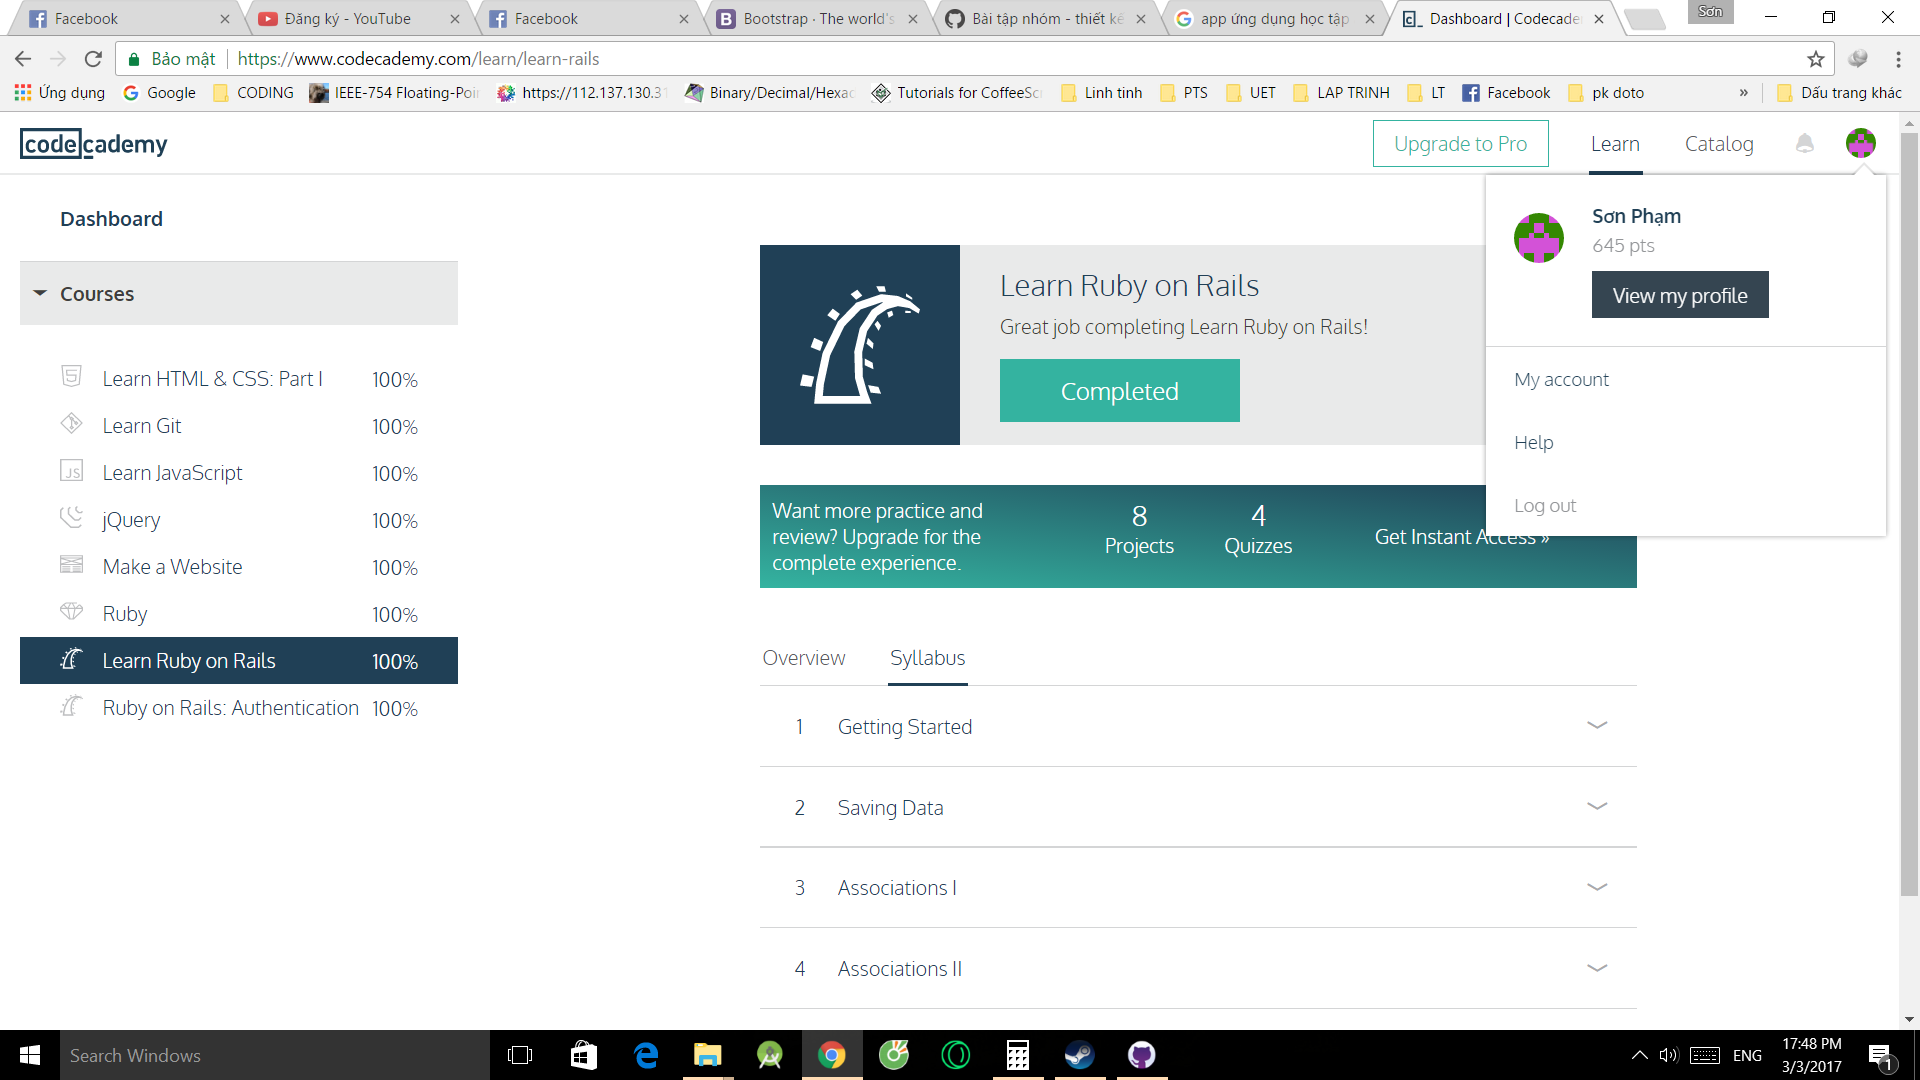 Facebook
Đăng ký - YouTube
Facebook
Bootstrap · The world's
Bài tập nhóm - thiết kế
app ứng dụng học tập
Dashboard | Codecade
Sơn
Bảo mật
https://www.codecademy.com/learn/learn-rails
Ứng dụng
Google
CODING
IEEE-754 Floating-Poi
https://112.137.130.3
Binary/Decimal/Hexa
Tutorials for CoffeeSc
Linh tinh
PTS
UET
LAP TRINH
LT
Facebook
pk doto
»
Dấu trang khác
codecademy
Upgrade to Pro
Learn
Catalog
Sơn Phạm
645 pts
View my profile
My account
Help
Log out
Dashboard
Courses
Learn HTML & CSS: Part I 100%
Learn Git 100%
Learn JavaScript 100%
jQuery 100%
Make a Website 100%
Ruby 100%
Learn Ruby on Rails 100%
Ruby on Rails: Authentication 100%
Learn Ruby on Rails
Great job completing Learn Ruby on Rails!
Completed
Want more practice and
review? Upgrade for the
complete experience.
8
Projects
4
Quizzes
Get Instant Access »
Overview
Syllabus
1 Getting Started
2 Saving Data
3 Associations I
4 Associations II
Search Windows
ENG
17:48 PM
3/3/2017
1